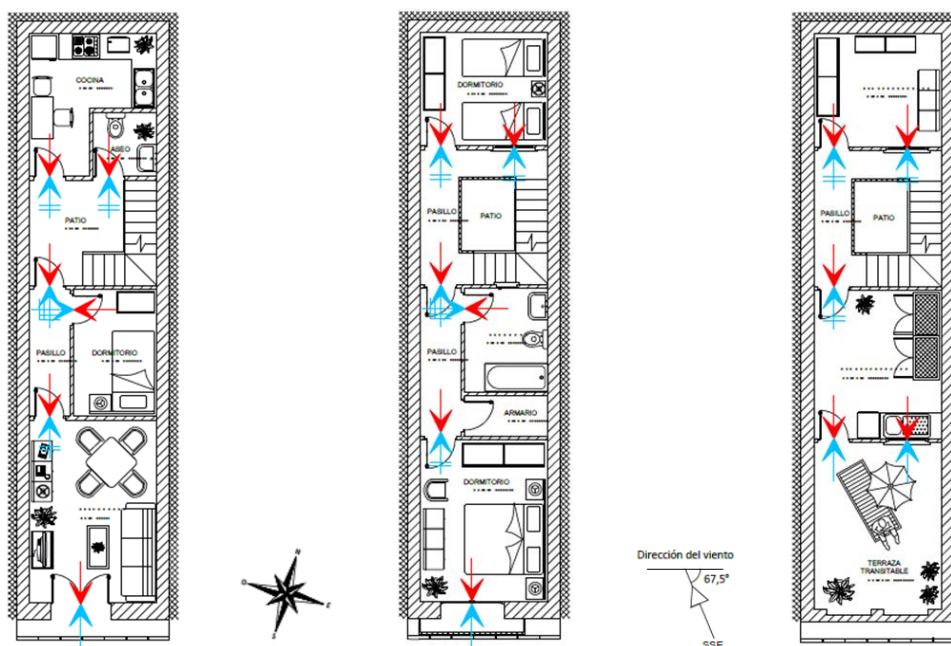 COCINA
ASEO
PATIO
PASILLO
DORMITORIO
DORMITORIO
PASILLO
PATIO
PASILLO
ARMARIO
DORMITORIO
N
O
E
S
Dirección del viento
67,5°
SSE
PASILLO
PATIO
TERRAZA
TRANSITABLE